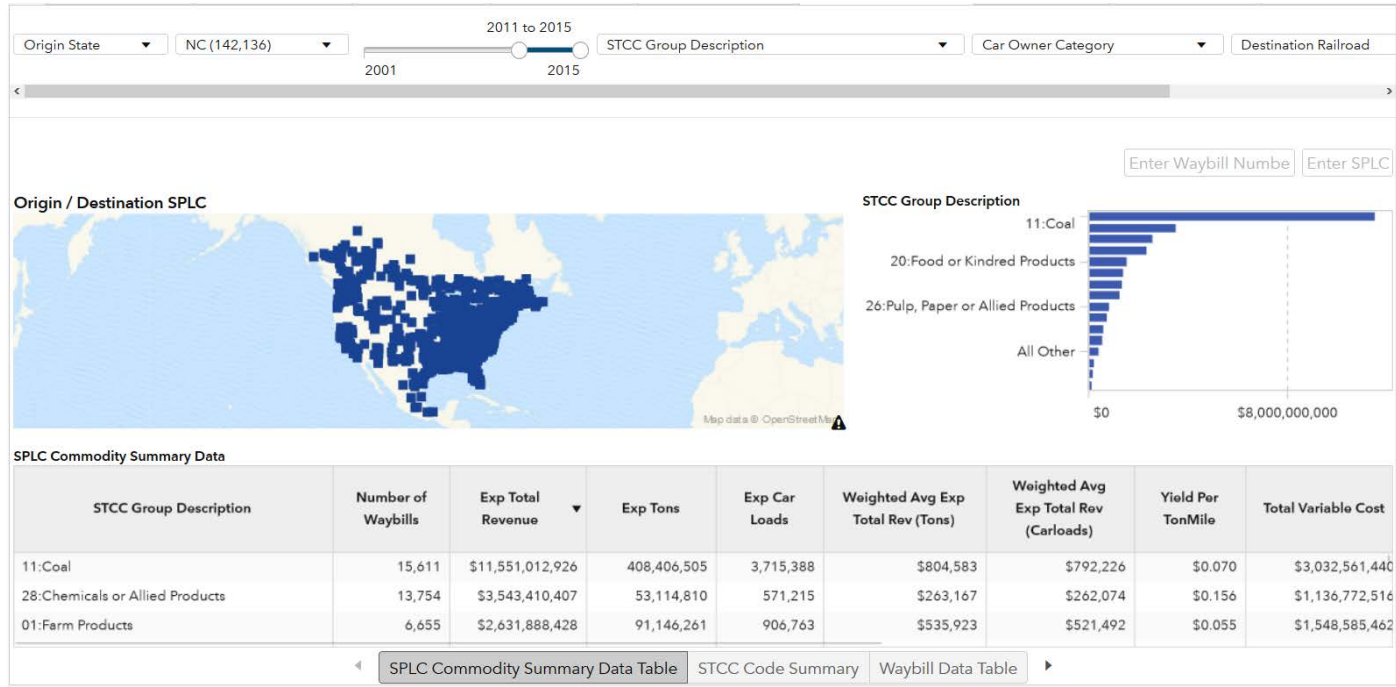 2011 to 2015
Origin State
NC (142,136)
STCC Group Description
Car Owner Category
Destination Railroad
2001
2015
Enter Waybill Numbe
Enter SPLC
Origin / Destination SPLC
Map data © OpenStreetMa
STCC Group Description
11:Coal
20:Food or Kindred Products
26:Pulp, Paper or Allied Products
All Other
$0
$8,000,000,000
SPLC Commodity Summary Data
STCC Group Description
Number of
Waybills
Exp Total
Revenue
Exp Tons
Exp Car
Loads
Weighted Avg Exp
Total Rev (Tons)
Weighted Avg
Exp Total Rev
(Carloads)
Yield Per
TonMile
Total Variable Cost
11:Coal 15,611 $11,551,012,926 408,406,505 3,715,388 $804,583 $792,226 $0.070 $3,032,561,440
28:Chemicals or Allied Products 13,754 $3,543,410,407 53,114,810 571,215 $263,167 $262,074 $0.156 $1,136,772,516
01:Farm Products 6,655 $2,631,888,428 91,146,261 906,763 $535,923 $521,492 $0.055 $1,548,585,462
SPLC Commodity Summary Data Table
STCC Code Summary
Waybill Data Table